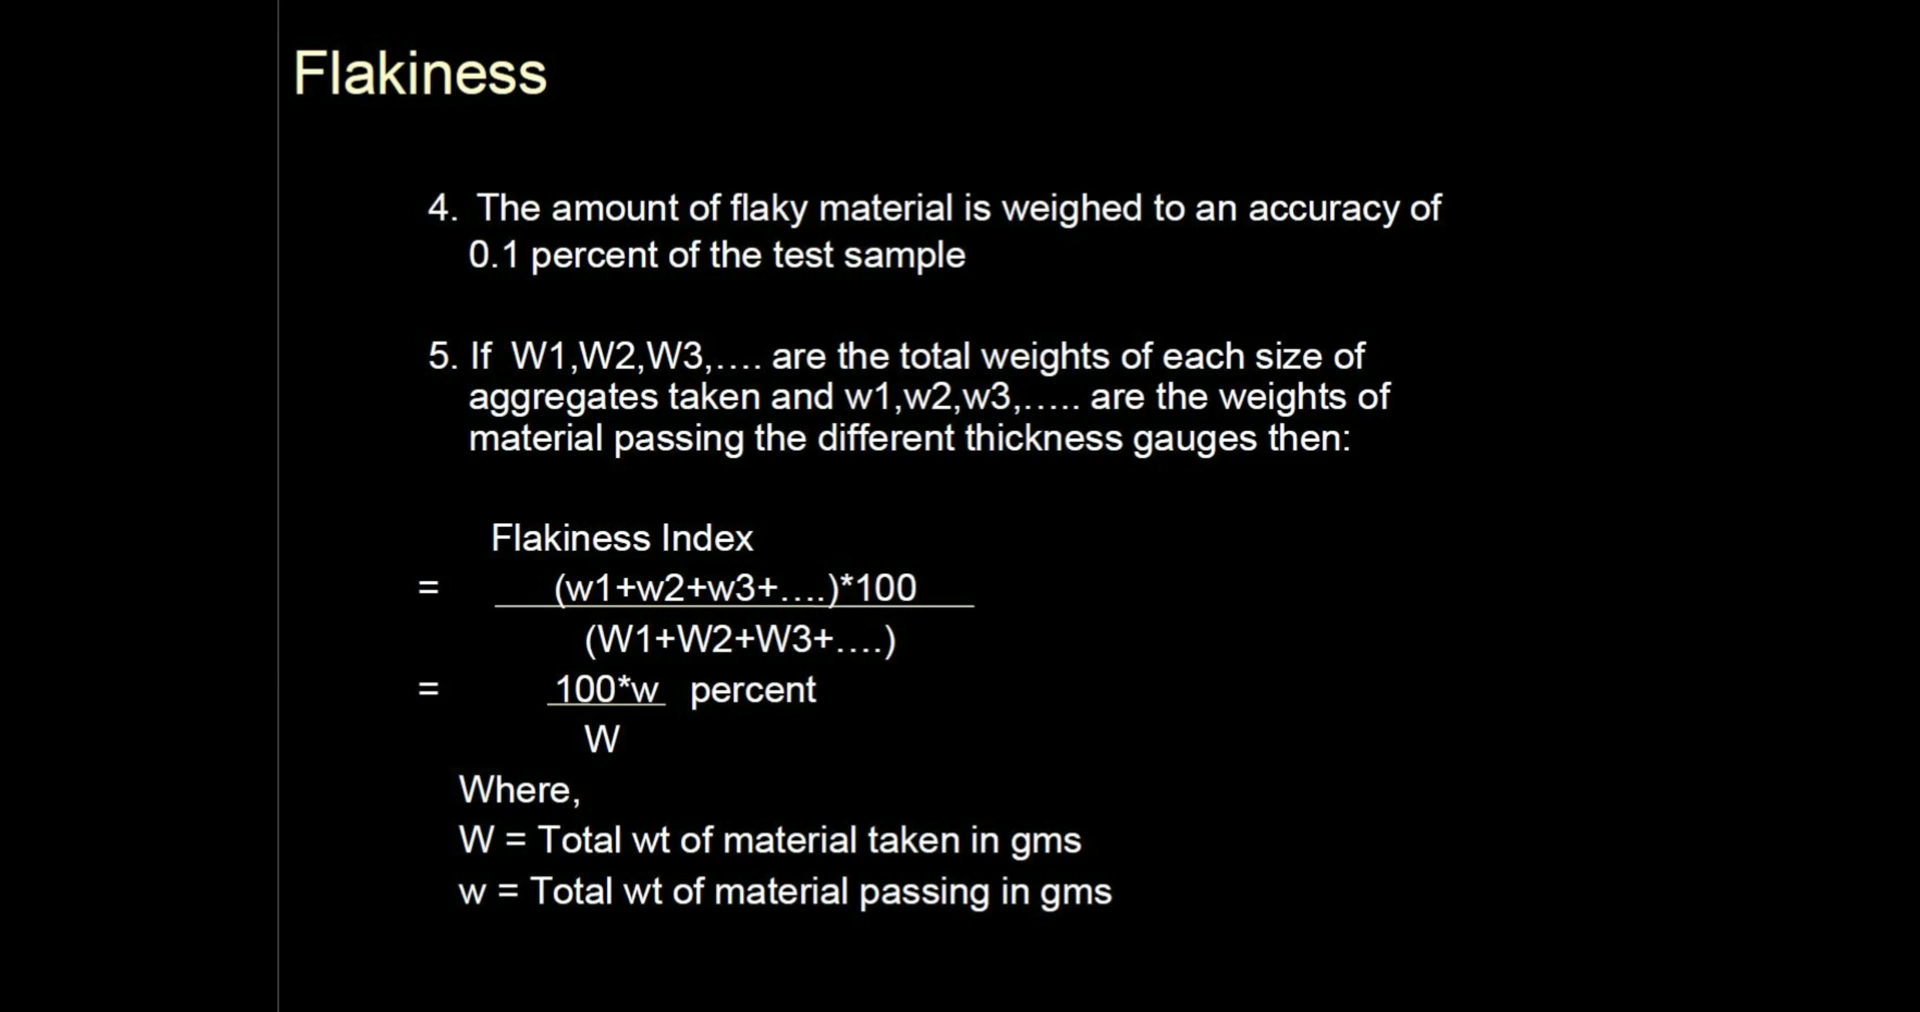 Flakiness
4. The amount of flaky material is weighed to an accuracy of
0.1 percent of the test sample
5. If W1,W2,W3,.... are the total weights of each size of
aggregates taken and w1,w2,w3,..... are the weights of
material passing the different thickness gauges then:
Flakiness Index
= (w1+w2+w3+....)*100
(W1+W2+W3+....)
= 100*w percent
W
Where,
W = Total wt of material taken in gms
w = Total wt of material passing in gms